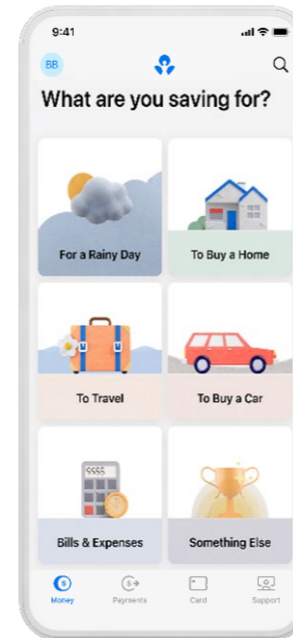 9:41
BB
What are you saving for?
For a Rainy Day
To Buy a Home
To Travel
To Buy a Car
$$$$
Bills & Expenses
Something Else
Money
Payments
Card
Support